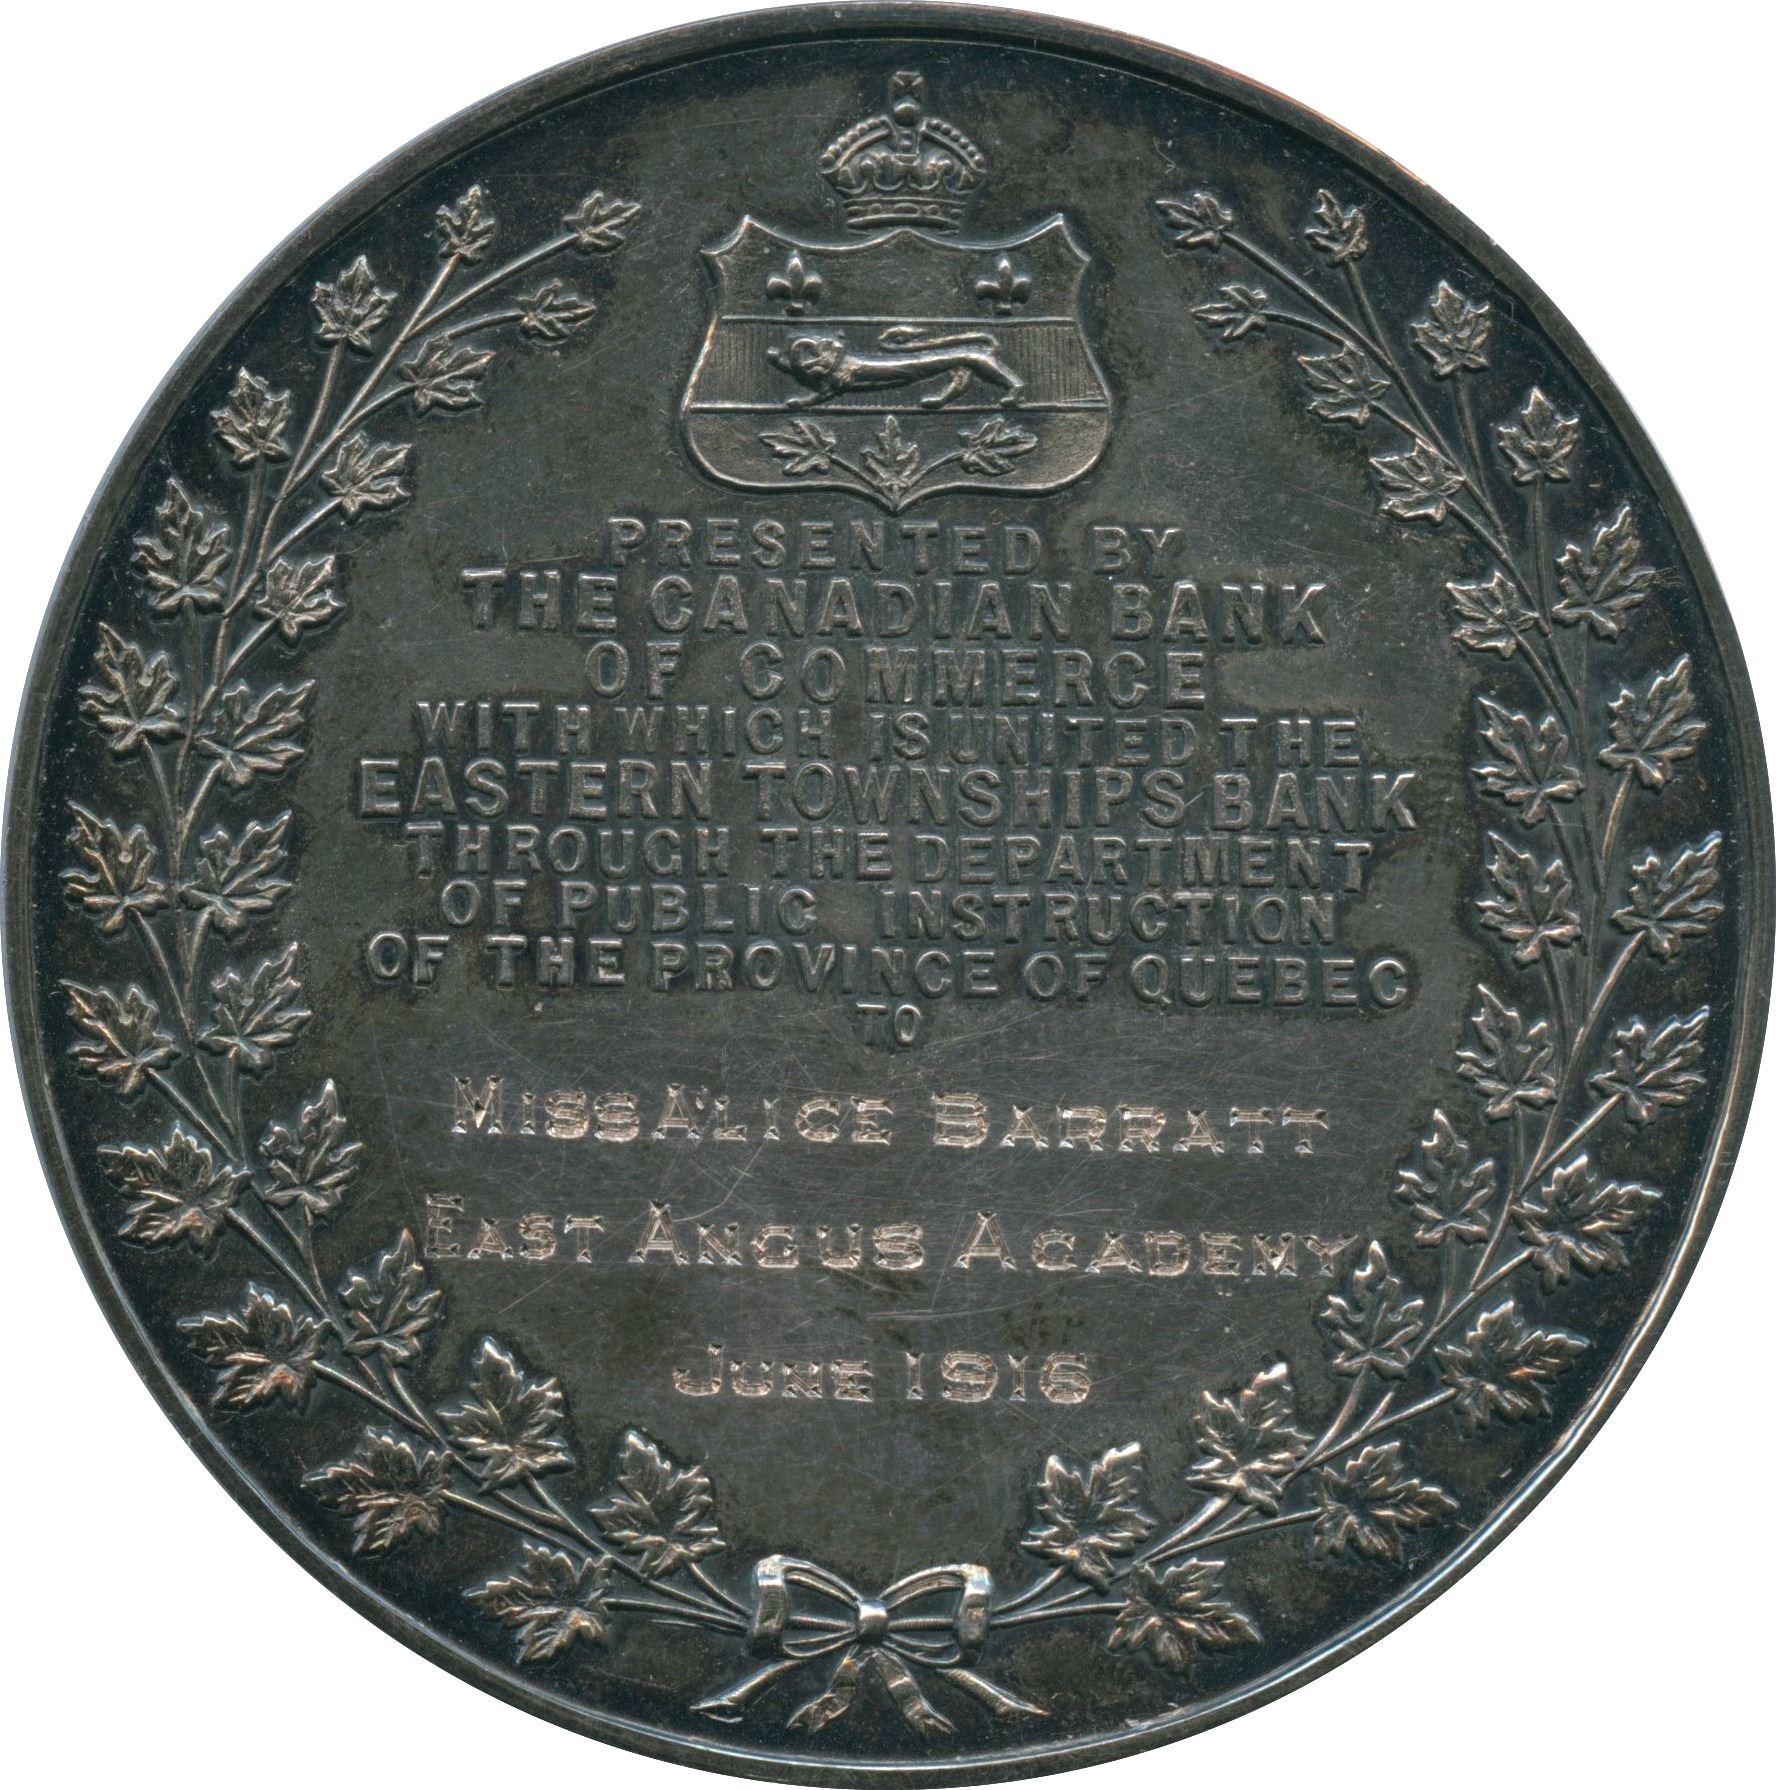 PRESENTED BY
THE CANADIAN BANK
OF COMMERCE
WITH WHICH IS UNITED THE
EASTERN TOWNSHIPS BANK
THROUGH THE DEPARTMENT
OF PUBLIC INSTRUCTION
OF THE PROVINCE OF QUEBEC
TO
MISS ALICE BARRATT
EAST ANGUS ACADEMY
JUNE 1916